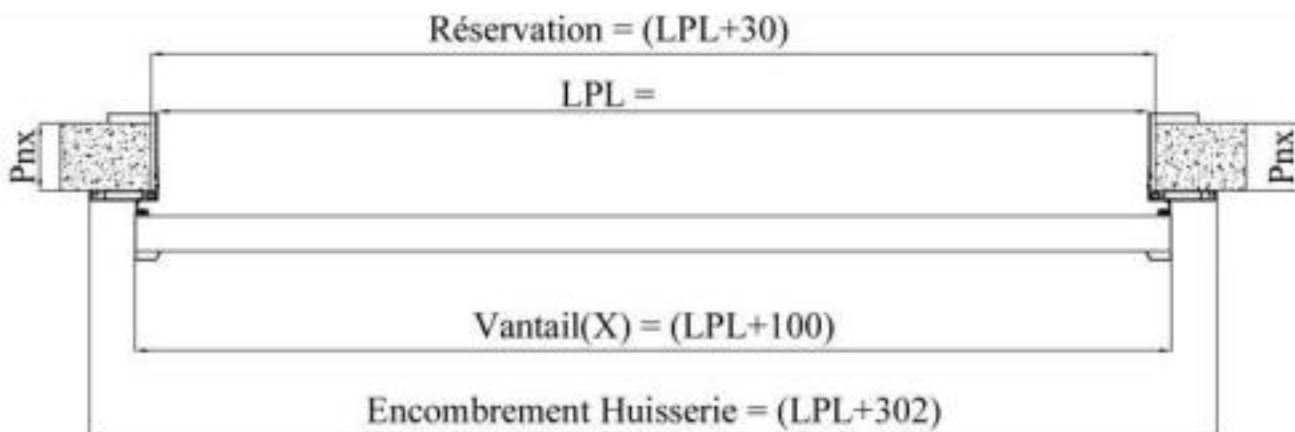 Réservation = (LPL+30)
LPL =
Pnx
Pnx
Vantail(X) = (LPL+100)
Encombrement Huisserie = (LPL+302)